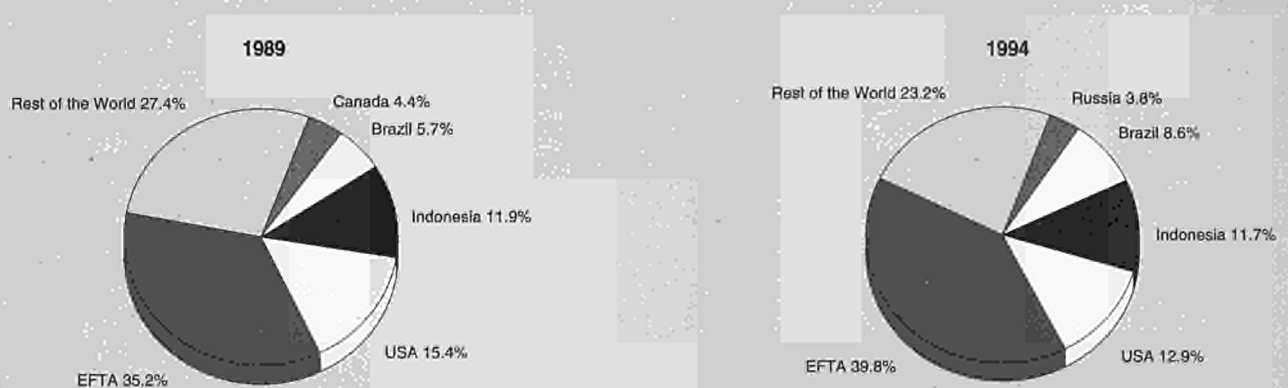 1989
Rest of the World 27.4%
Canada 4.4%
Brazil 5.7%
Indonesia 11.9%
USA 15.4%
EFTA 35.2%
1994
Rest of the World 23.2%
Russia 3.8%
Brazil 8.6%
Indonesia 11.7%
USA 12.9%
EFTA 39.8%